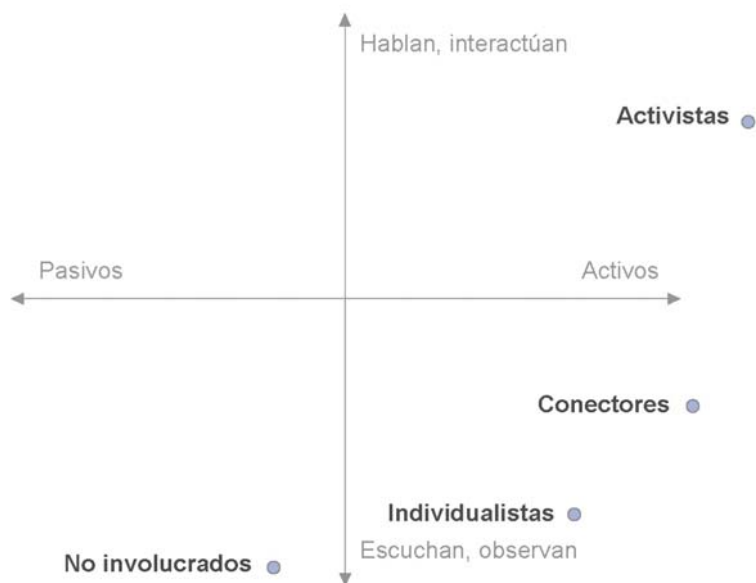 Hablan, interactúan
Activistas
Pasivos
Activos
Conectores
Individualistas
Escuchan, observan
No involucrados